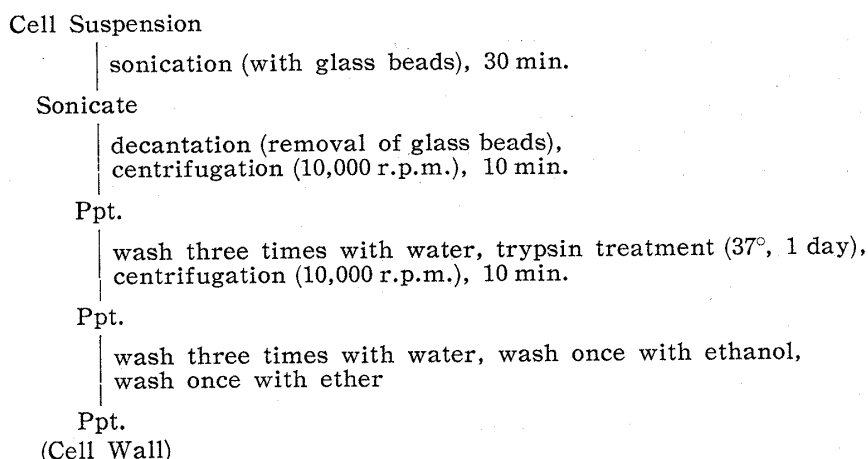 Cell Suspension
sonication (with glass beads), 30 min.
Sonicate
decantation (removal of glass beads),
centrifugation (10,000 r.p.m.), 10 min.
Ppt.
wash three times with water, trypsin treatment (37°, 1 day),
centrifugation (10,000 r.p.m.), 10 min.
Ppt.
wash three times with water, wash once with ethanol,
wash once with ether
Ppt.
(Cell Wall)